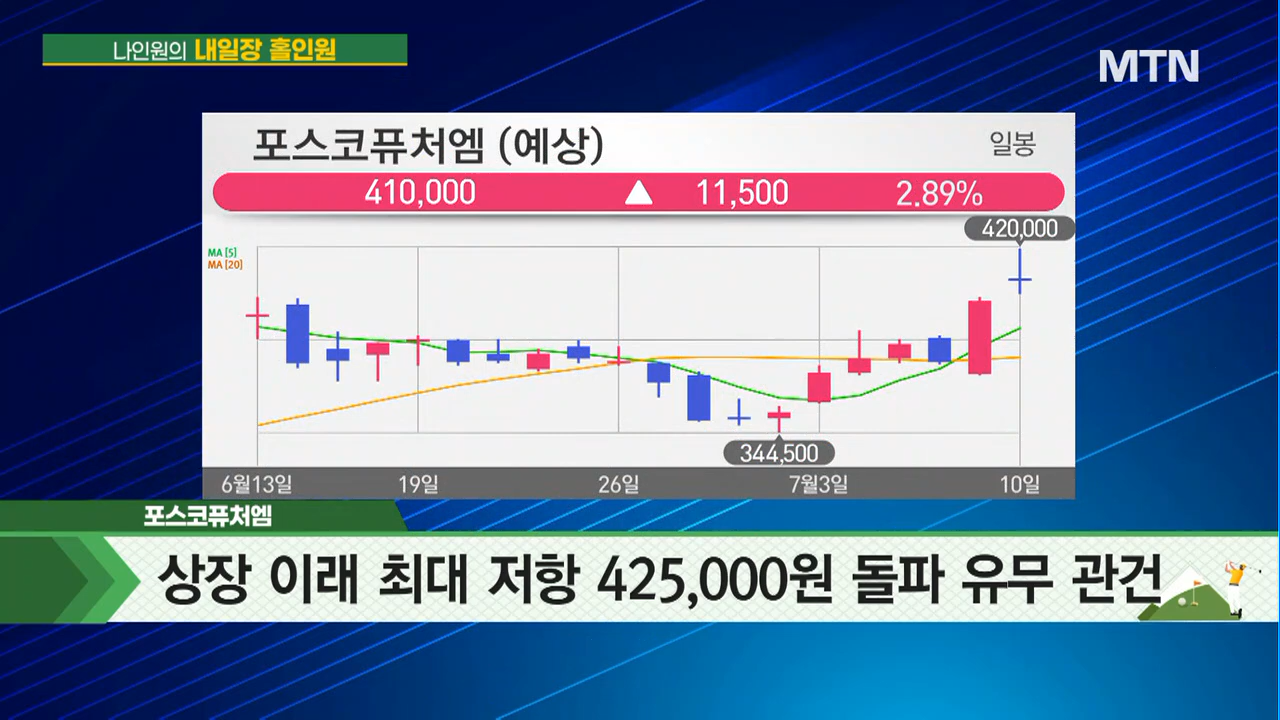 나인원의 내일장 홀인원
MTN
포스코퓨처엠 (예상)
일봉
410,000 ▲ 11,500 2.89%
420,000
MA [5]
MA [20]
344,500
6월13일 19일 26일 7월3일 10일
포스코퓨처엠
상장 이래 최대 저항 425,000원 돌파 유무 관건